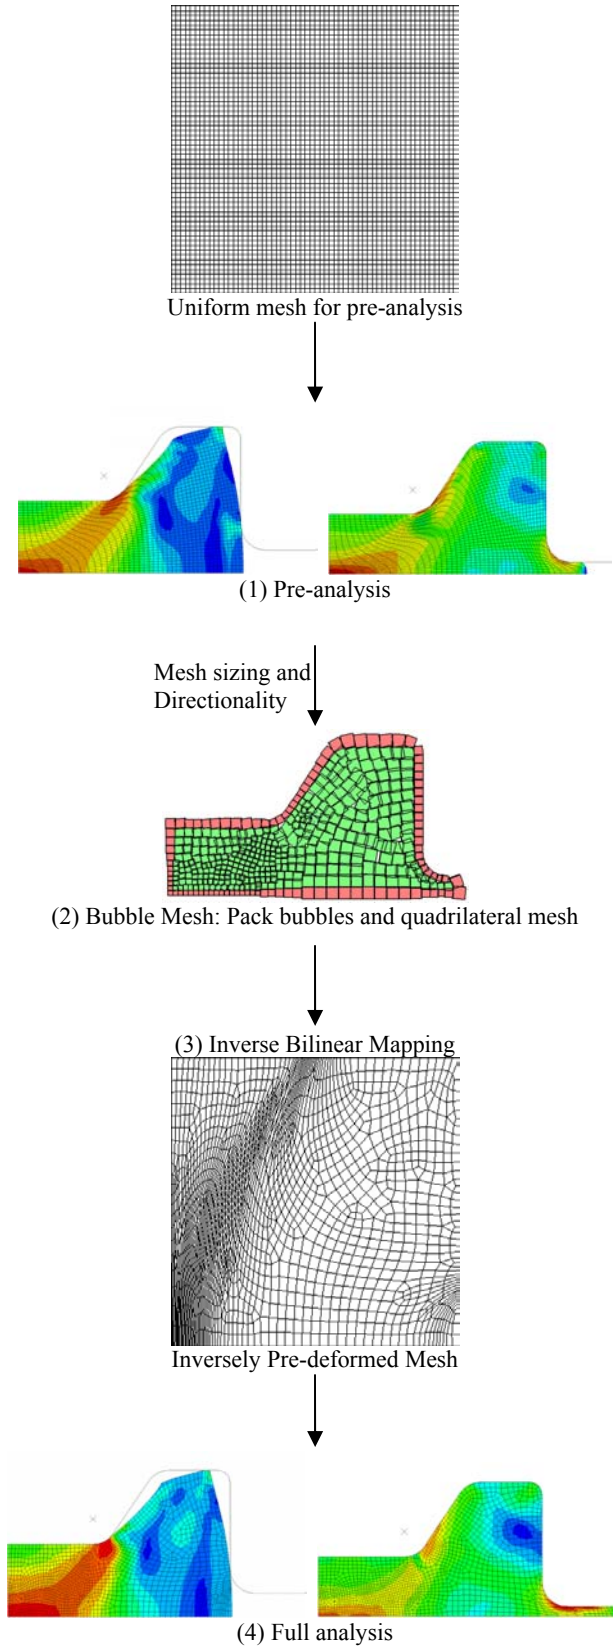 Uniform mesh for pre-analysis
(1) Pre-analysis
Mesh sizing and
Directionality
(2) Bubble Mesh: Pack bubbles and quadrilateral mesh
(3) Inverse Bilinear Mapping
Inversely Pre-deformed Mesh
(4) Full analysis